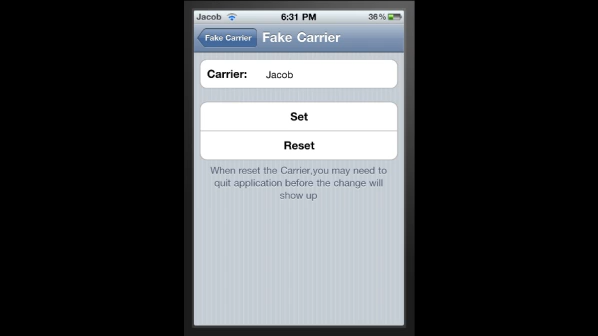 Jacob 6:31 PM 36%
Fake Carrier Fake Carrier
Carrier: Jacob
Set
Reset
When reset the Carrier,you may need to
quit application before the change will
show up